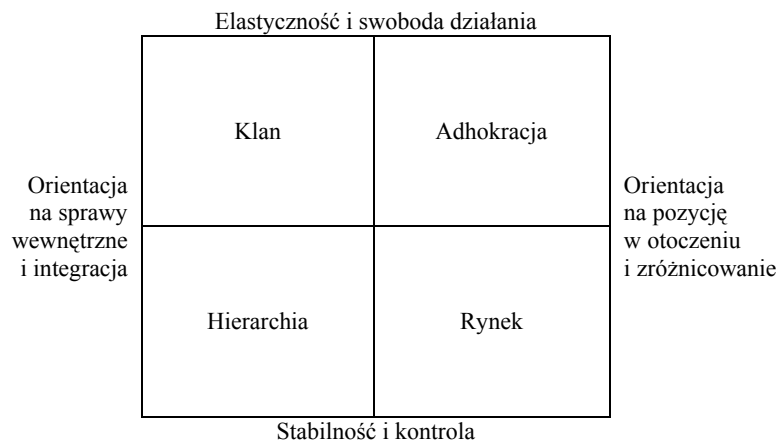 Elastyczność i swoboda działania
Klan
Adhokracja
Orientacja
na sprawy
wewnętrzne
i integracja
Orientacja
na pozycję
w otoczeniu
i zróżnicowanie
Hierarchia
Rynek
Stabilność i kontrola